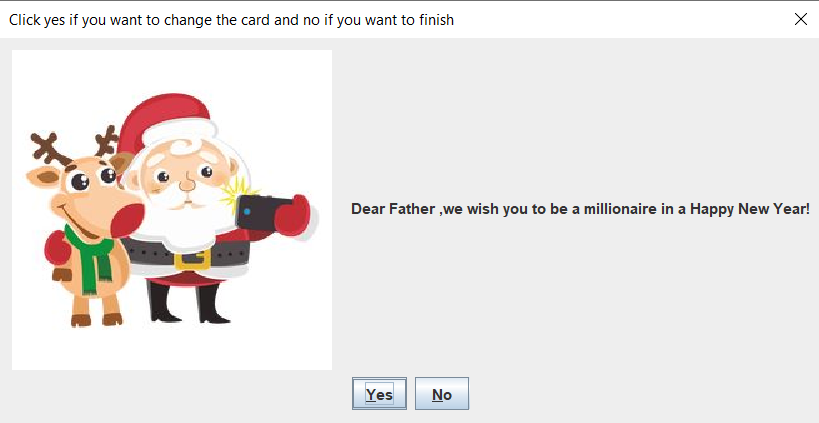 Click yes if you want to change the card and no if you want to finish
Dear Father ,we wish you to be a millionaire in a Happy New Year!
Yes
No